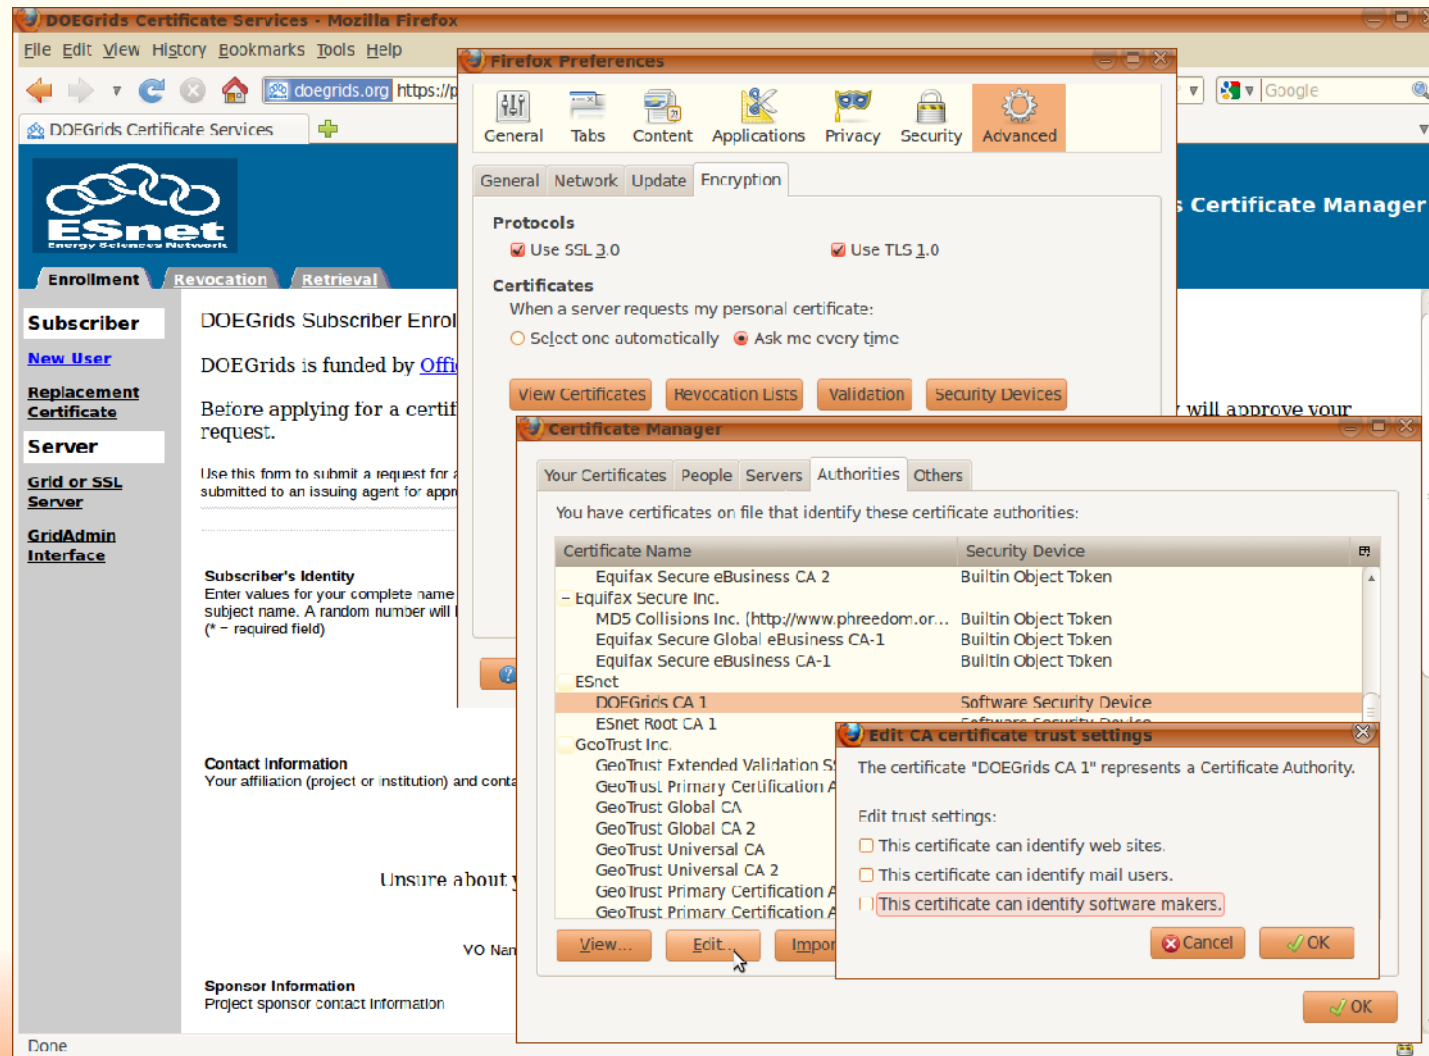 DOEGrids Certificate Services - Mozilla Firefox
File Edit View History Bookmarks Tools Help
doegrids.org https://p
Google
DOEGrids Certificate Services
ESnet
Energy Sciences Network
s Certificate Manager
Enrollment Revocation Retrieval
Subscriber
New User
Replacement
Certificate
Server
Grid or SSL
Server
GridAdmin
Interface
DOEGrids Subscriber Enrol
DOEGrids is funded by Offi
Before applying for a certif
will approve your
request.
Use this form to submit a request for a
submitted to an issuing agent for appr
Subscriber's Identity
Enter values for your complete name
subject name. A random number will
(* = required field)
Contact Information
Your affiliation (project or institution) and conta
Unsure about y
VO Nam
Sponsor Information
Project sponsor contact information
Done
Firefox Preferences
General Tabs Content Applications Privacy Security Advanced
General Network Update Encryption
Protocols
Use SSL 3.0 Use TLS 1.0
Certificates
When a server requests my personal certificate:
Select one automatically Ask me every time
View Certificates Revocation Lists Validation Security Devices
Certificate Manager
Your Certificates People Servers Authorities Others
You have certificates on file that identify these certificate authorities:
Certificate Name Security Device
Equifax Secure eBusiness CA 2 Builtin Object Token
Equifax Secure Inc.
MD5 Collisions Inc. (http://www.phreedom.or... Builtin Object Token
Equifax Secure Global eBusiness CA-1 Builtin Object Token
Equifax Secure eBusiness CA-1 Builtin Object Token
ESnet
DOEGrids CA 1 Software Security Device
ESnet Root CA 1 Software Security Device
GeoTrust Inc.
GeoTrust Extended Validation S
GeoTrust Primary Certification A
GeoTrust Global CA
GeoTrust Global CA 2
GeoTrust Universal CA
GeoTrust Universal CA 2
GeoTrust Primary Certification A
GeoTrust Primary Certification A
View... Edit... Impor
OK
Edit CA certificate trust settings
The certificate "DOEGrids CA 1" represents a Certificate Authority.
Edit trust settings:
This certificate can identify web sites.
This certificate can identify mail users.
This certificate can identify software makers.
Cancel OK